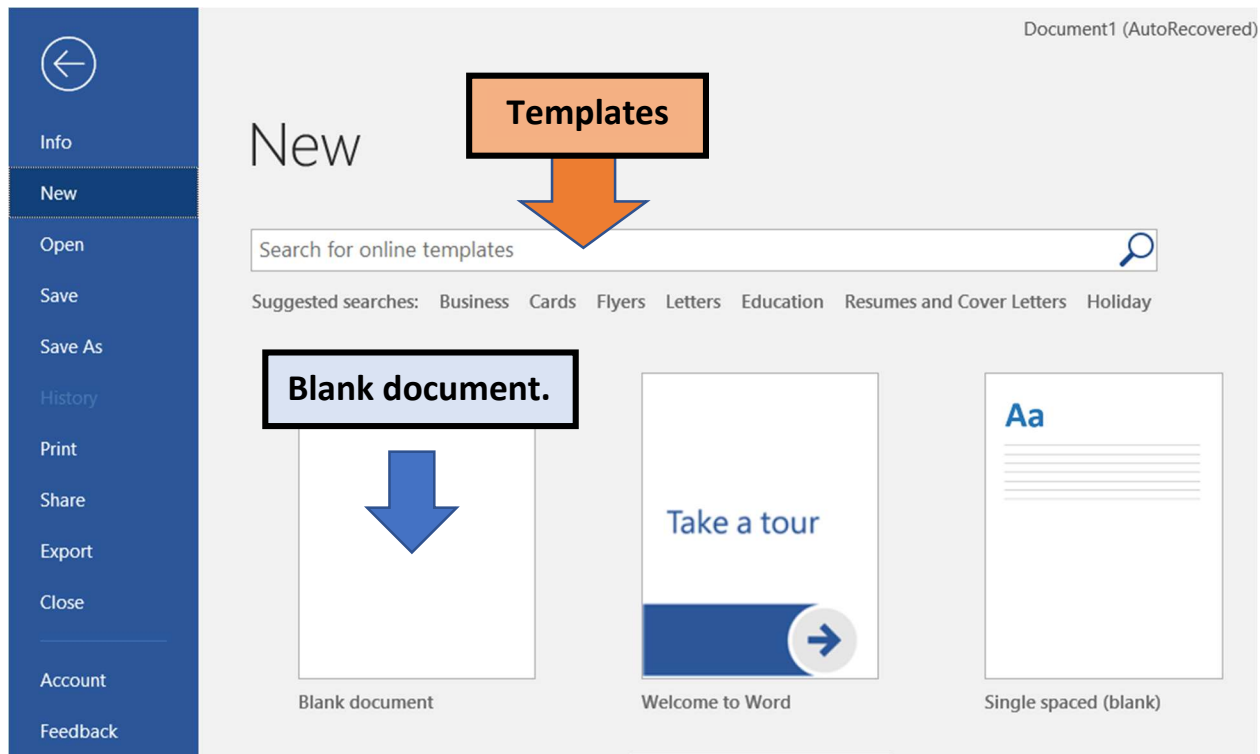 Document1 (AutoRecovered)
Templates
New
Info
New
Open
Save
Save As
History
Print
Share
Export
Close
Account
Feedback
Search for online templates
Suggested searches: Business Cards Flyers Letters Education Resumes and Cover Letters Holiday
Blank document.
Take a tour
Aa
Blank document
Welcome to Word
Single spaced (blank)